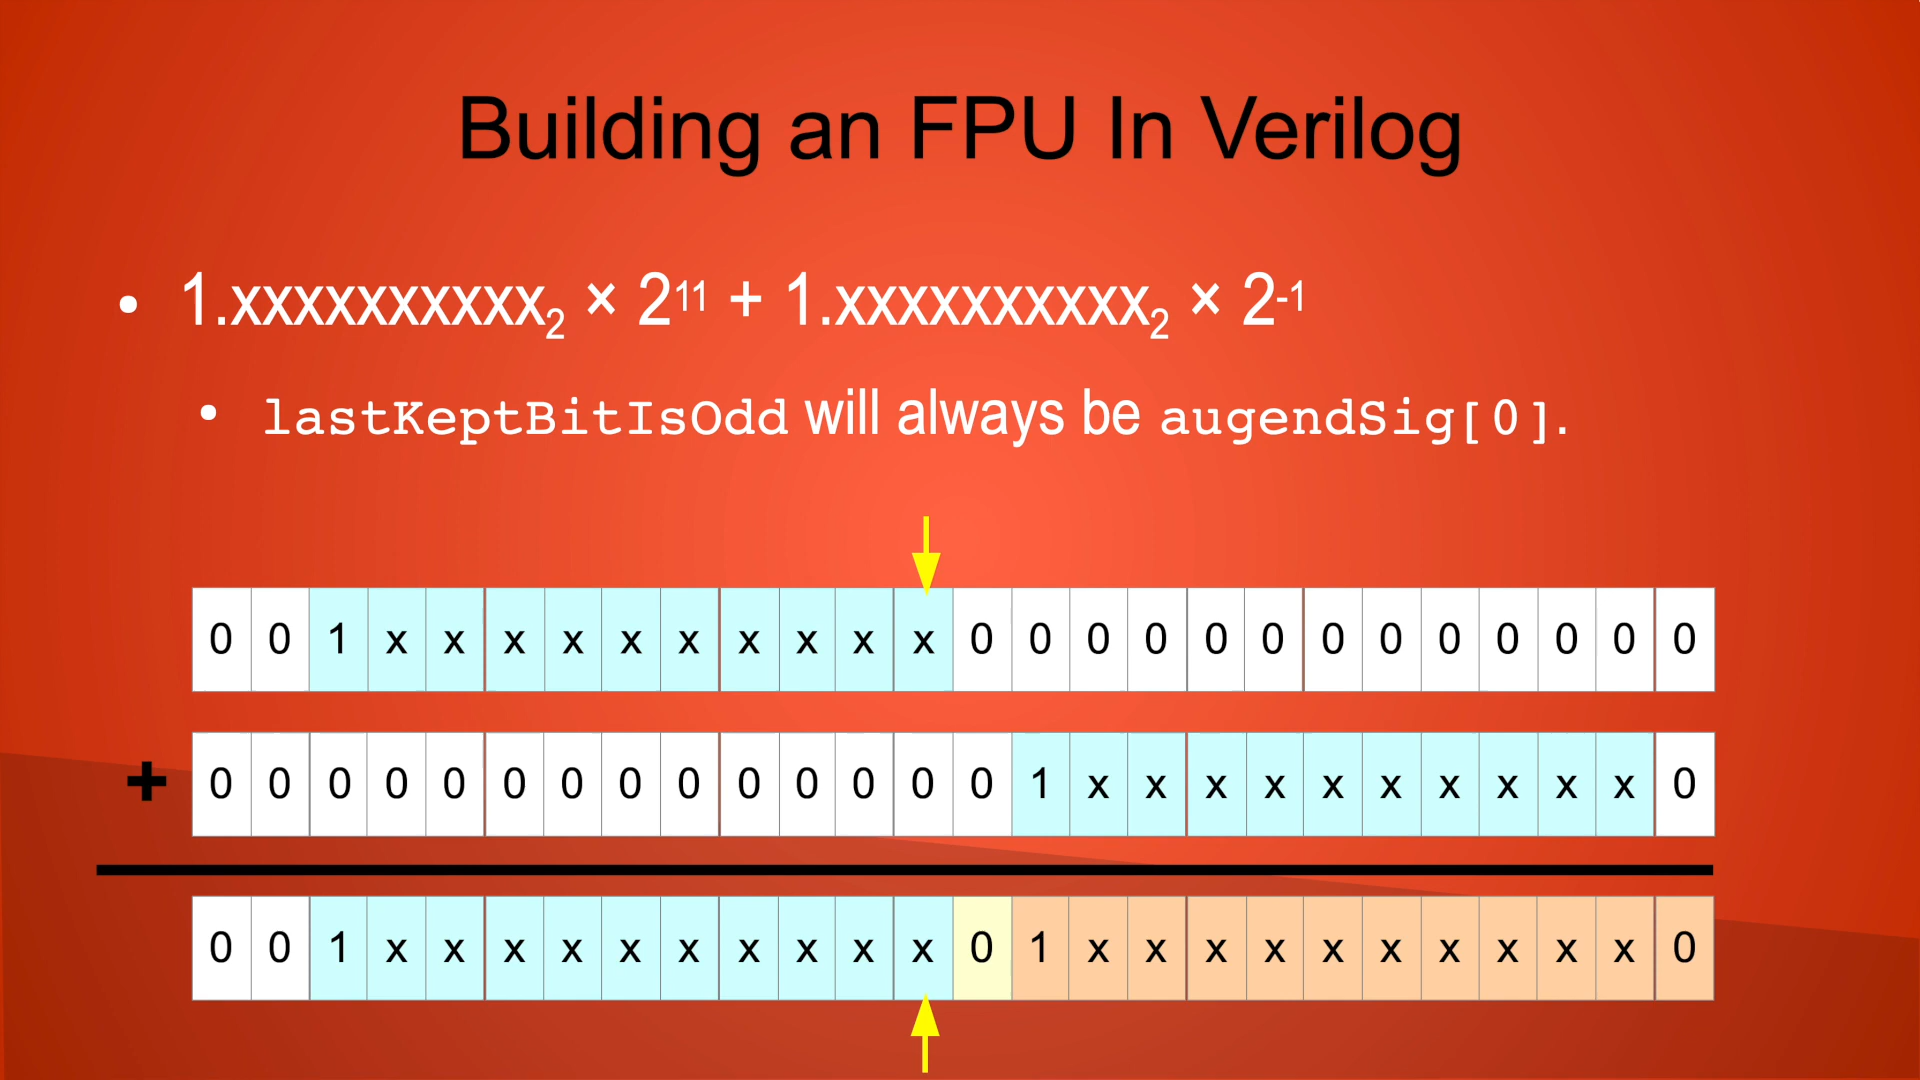 Building an FPU In Verilog
• 1.xxxxxxxxxx₂ × 2¹¹ + 1.xxxxxxxxxx₂ × 2⁻¹
• lastKeptBitIsOdd will always be augendSig[0].
0 0 1 x x x x x x x x x x 0 0 0 0 0 0 0 0 0 0 0 0 0
+ 0 0 0 0 0 0 0 0 0 0 0 0 0 0 1 x x x x x x x x x x 0
0 0 1 x x x x x x x x x x 0 1 x x x x x x x x x x 0